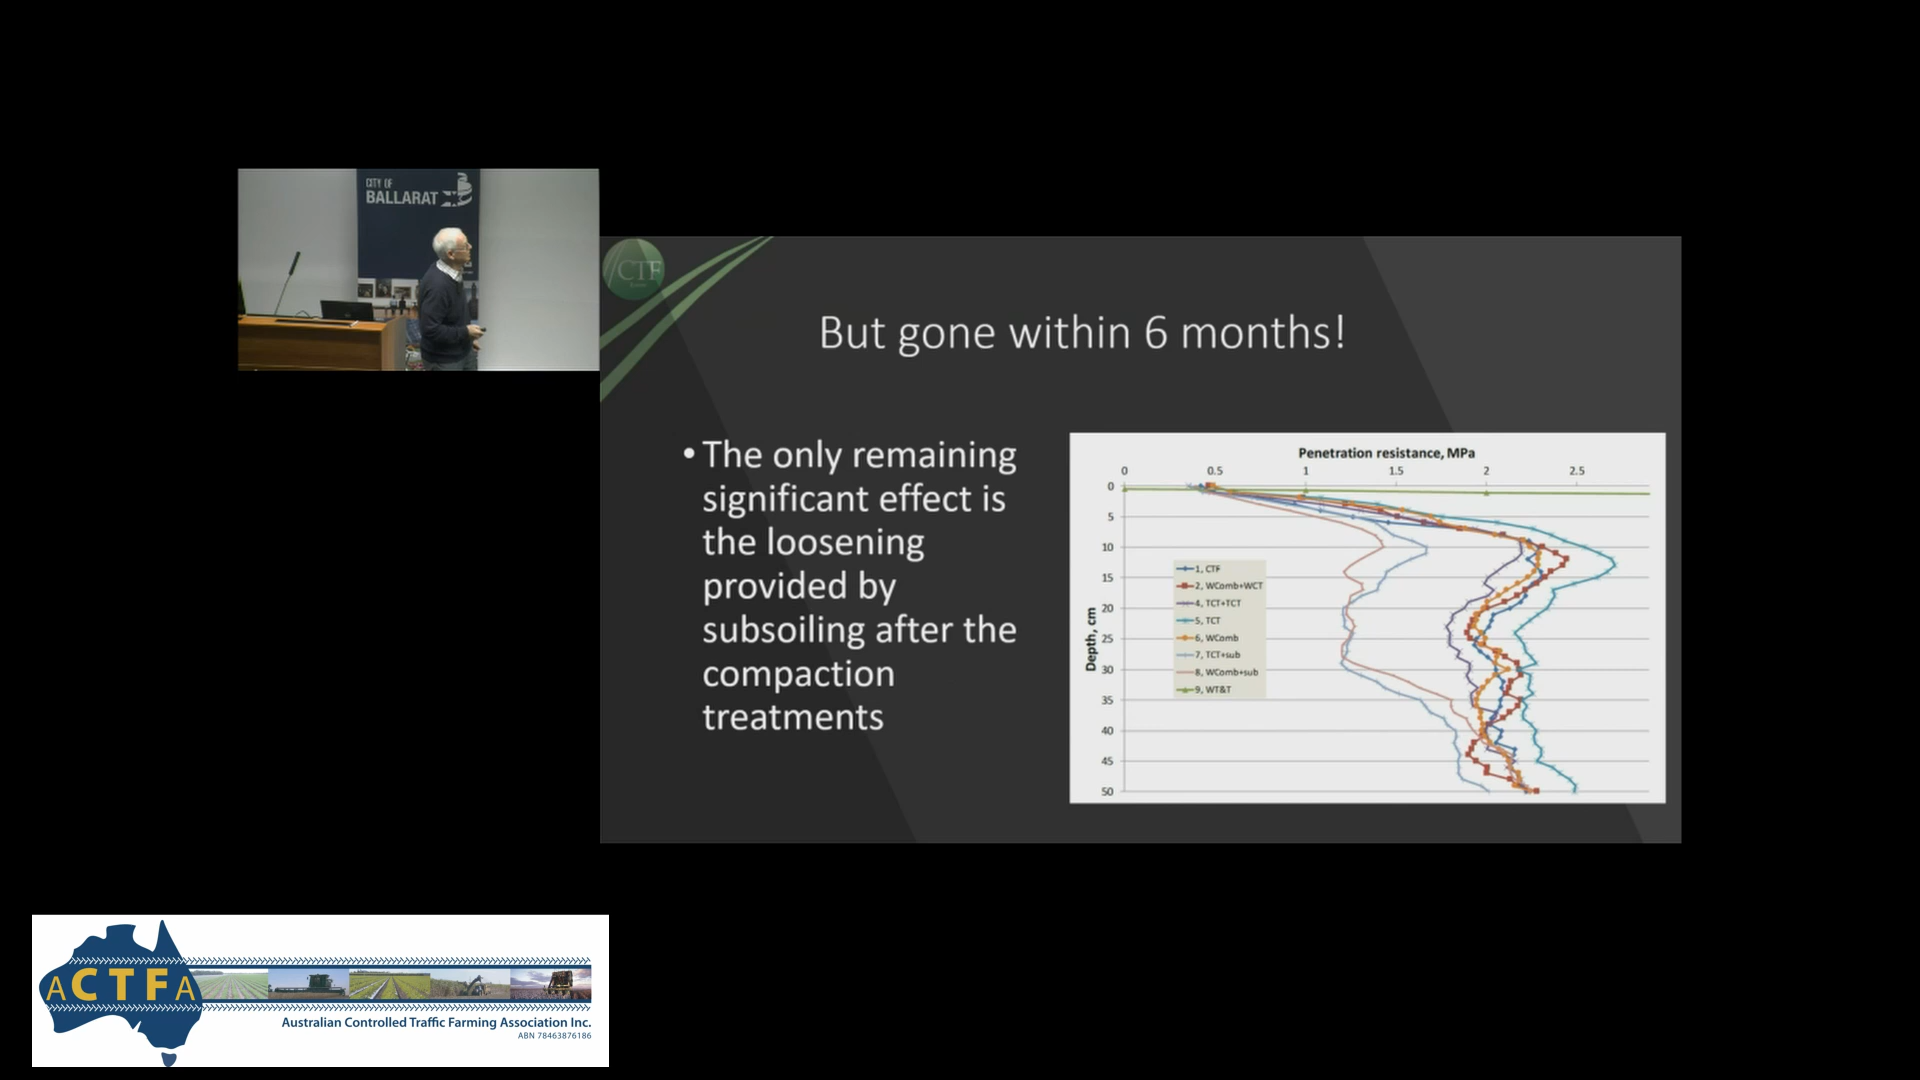 CITY OF
BALLARAT
CTF
But gone within 6 months!
• The only remaining
significant effect is
the loosening
provided by
subsoiling after the
compaction
treatments
Penetration resistance, MPa
0 0.5 1 1.5 2 2.5
Depth, cm
0
5
10
15
20
25
30
35
40
45
50
1, CTF
2, WComb+WCT
4, TCT+TCT
5, TCT
6, WComb
7, TCT+sub
8, WComb+sub
9, WT&T
ACTFA
Australian Controlled Traffic Farming Association Inc.
ABN 78463876186